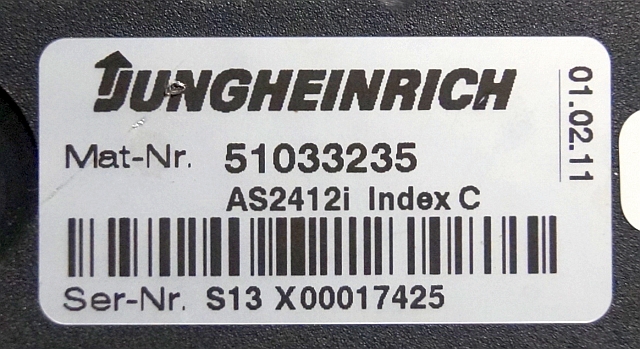 JUNGHEINRICH
01.02.11
Mat-Nr. 51033235
AS2412i Index C
Ser-Nr. S13 X00017425